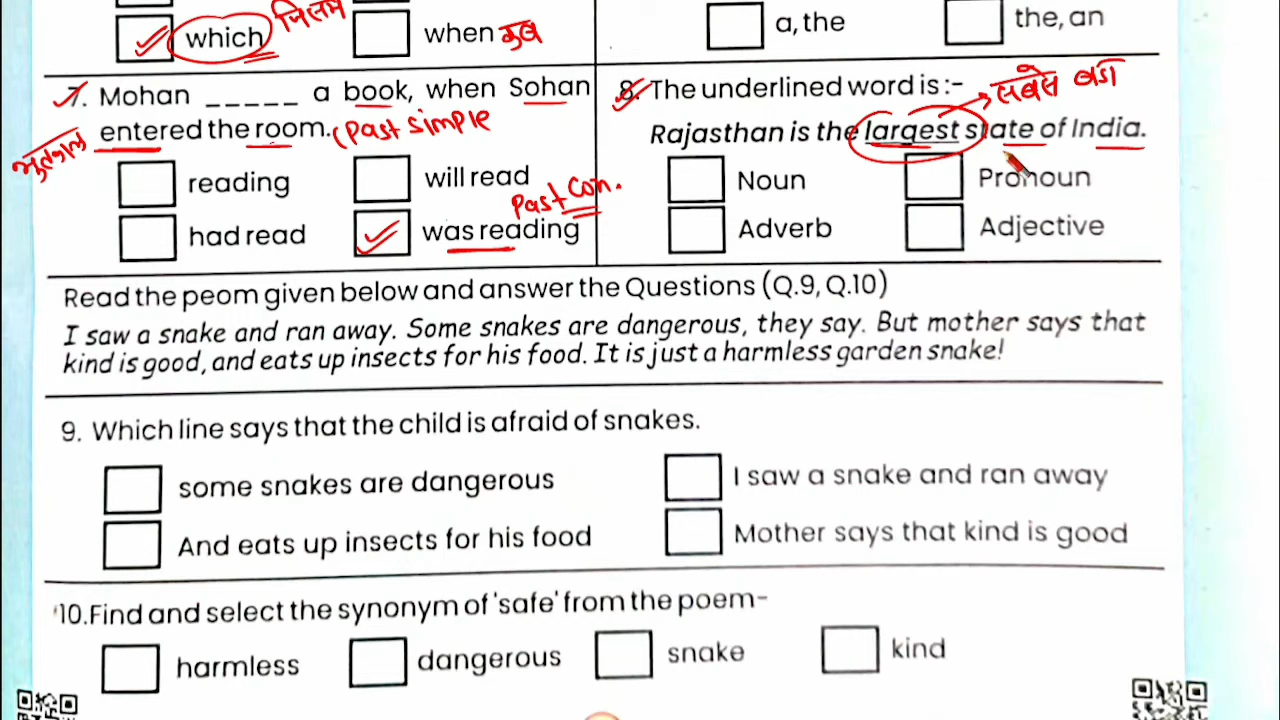 which जिसमें
when कब
a, the
the, an
7. Mohan _____ a book, when Sohan
entered the room. (Past simple
भूतकाल
reading
will read
had read
was reading
Past Con.
8. The underlined word is :-
सबसे बड़ा
Rajasthan is the largest state of India.
Noun
Pronoun
Adverb
Adjective
Read the peom given below and answer the Questions (Q.9, Q.10)
I saw a snake and ran away. Some snakes are dangerous, they say. But mother says that
kind is good, and eats up insects for his food. It is just a harmless garden snake!
9. Which line says that the child is afraid of snakes.
some snakes are dangerous
I saw a snake and ran away
And eats up insects for his food
Mother says that kind is good
10.Find and select the synonym of 'safe' from the poem-
harmless
dangerous
snake
kind